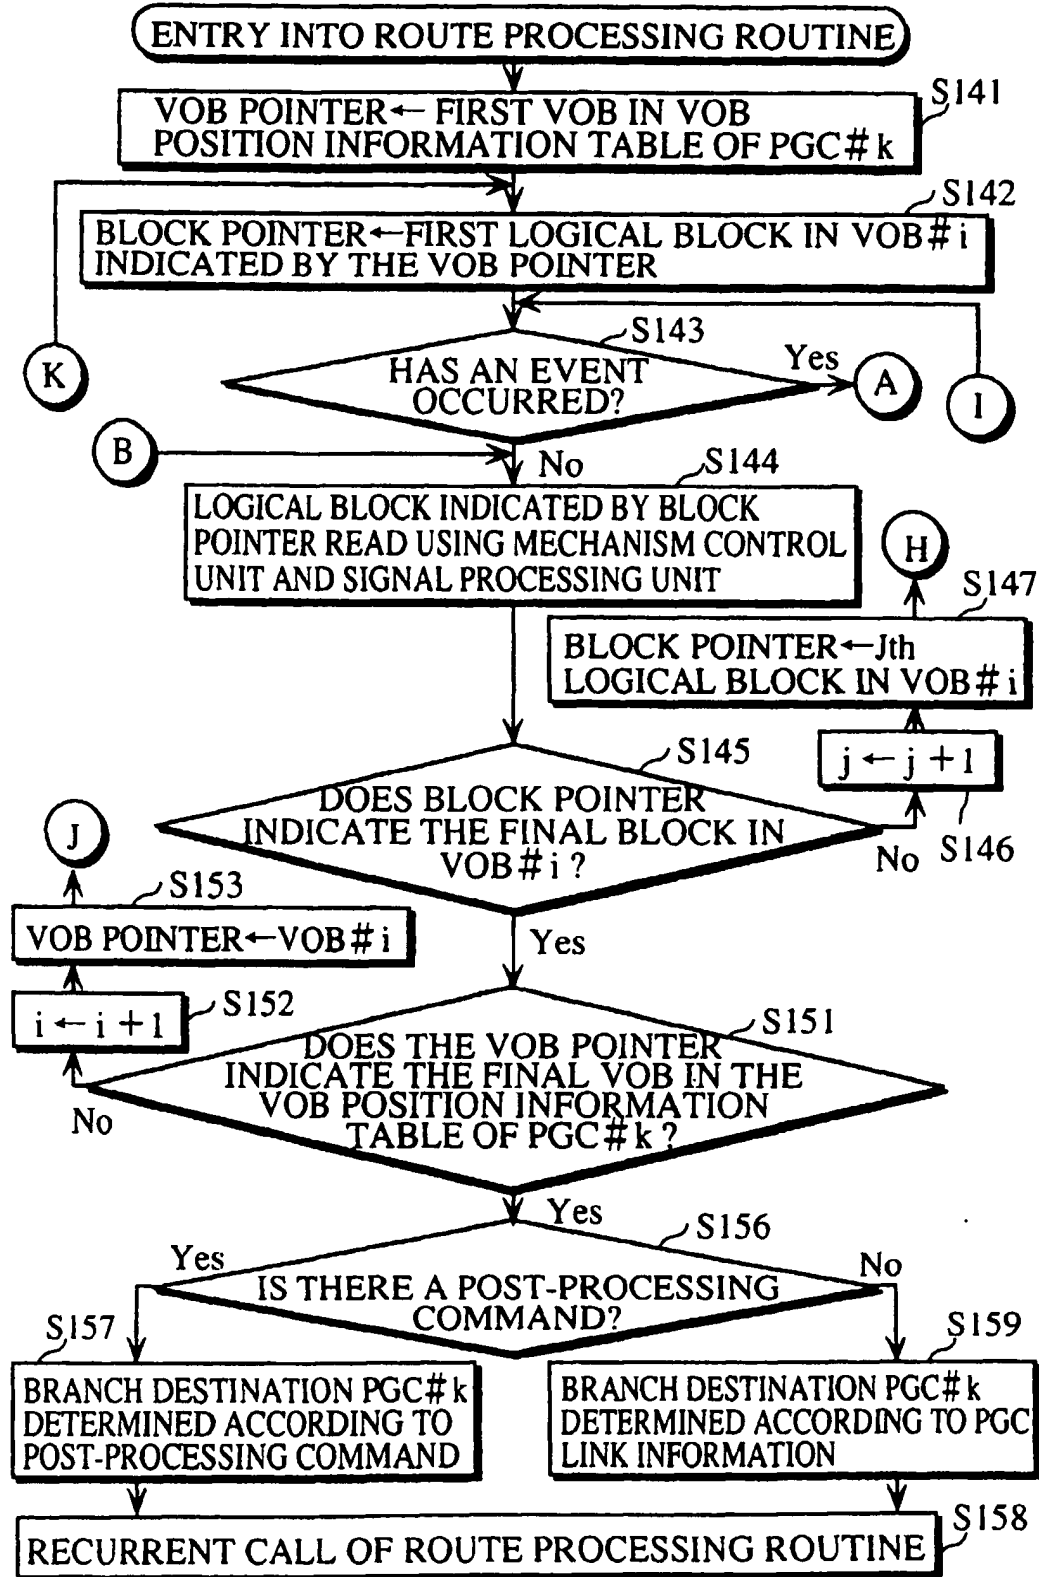 ENTRY INTO ROUTE PROCESSING ROUTINE
S141
VOB POINTER←FIRST VOB IN VOB
POSITION INFORMATION TABLE OF PGC#k
S142
BLOCK POINTER←FIRST LOGICAL BLOCK IN VOB#i
INDICATED BY THE VOB POINTER
S143
HAS AN EVENT
OCCURRED?
Yes
A
K
I
B
No
S144
LOGICAL BLOCK INDICATED BY BLOCK
POINTER READ USING MECHANISM CONTROL
UNIT AND SIGNAL PROCESSING UNIT
H
S147
BLOCK POINTER←Jth
LOGICAL BLOCK IN VOB#i
j←j+1
S146
S145
DOES BLOCK POINTER
INDICATE THE FINAL BLOCK IN
VOB#i?
No
Yes
J
S153
VOB POINTER←VOB#i
S152
i←i+1
No
S151
DOES THE VOB POINTER
INDICATE THE FINAL VOB IN THE
VOB POSITION INFORMATION
TABLE OF PGC#k?
Yes
S156
IS THERE A POST-PROCESSING
COMMAND?
Yes
No
S157
BRANCH DESTINATION PGC#k
DETERMINED ACCORDING TO
POST-PROCESSING COMMAND
S159
BRANCH DESTINATION PGC#k
DETERMINED ACCORDING TO PGC
LINK INFORMATION
S158
RECURRENT CALL OF ROUTE PROCESSING ROUTINE